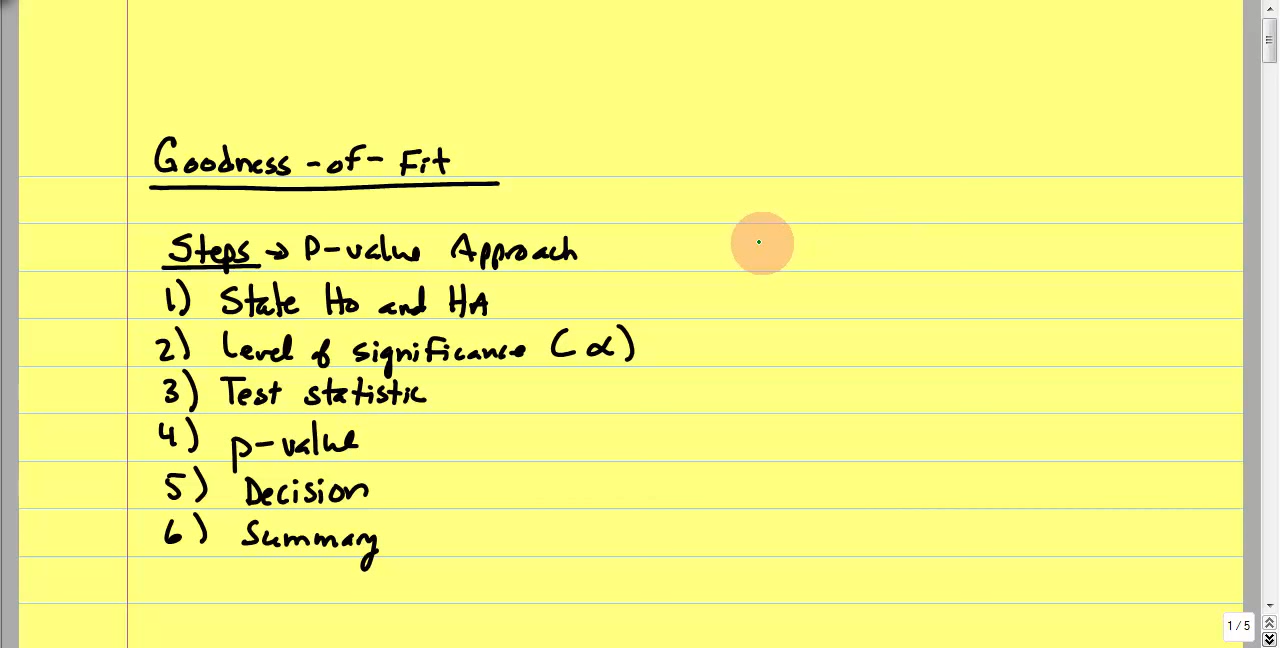 Goodness-of-Fit
Steps → P-value Approach
1) State Ho and HA
2) Level of significance (α)
3) Test statistic
4) p-value
5) Decision
6) Summary
1/5